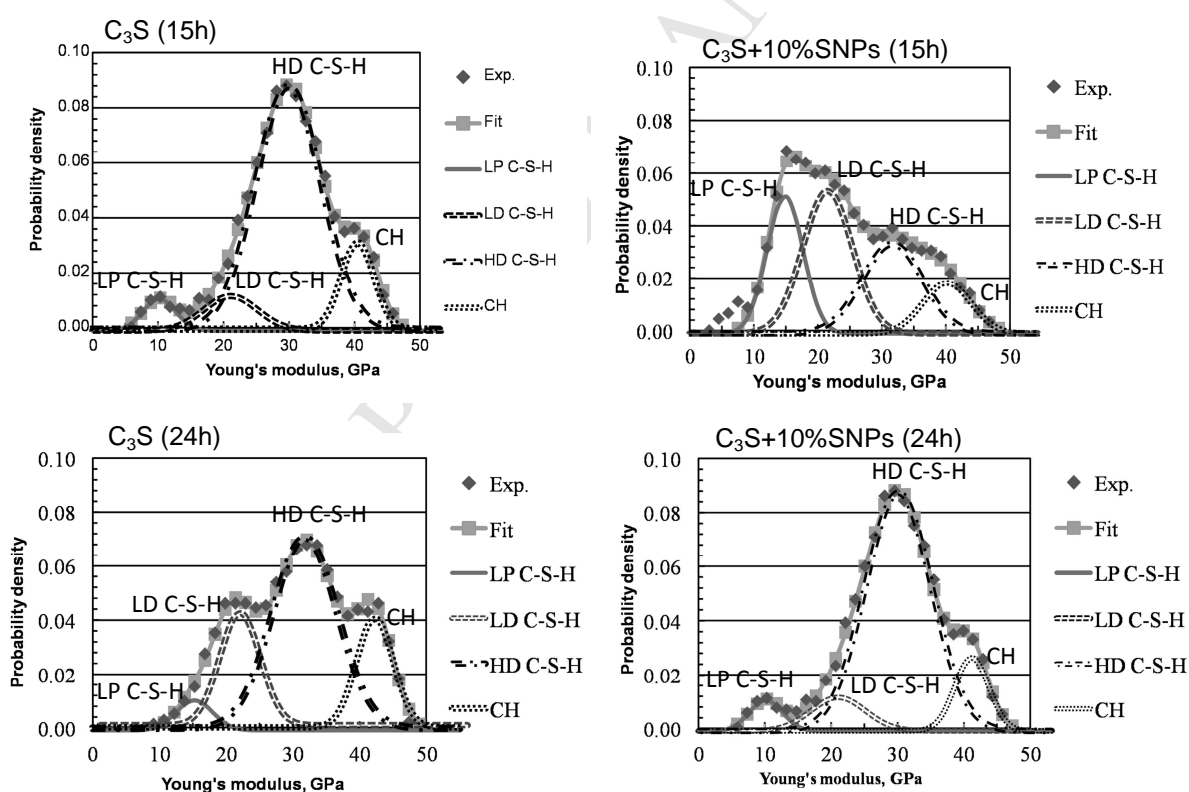 C₃S (15h)
0.10
0.08
0.06
0.04
0.02
0.00
Probability density
HD C-S-H
LP C-S-H
LD C-S-H
CH
0 10 20 30 40 50
Young's modulus, GPa
Exp.
Fit
LP C-S-H
LD C-S-H
HD C-S-H
CH
C₃S+10%SNPs (15h)
0.10
0.08
0.06
0.04
0.02
0.00
Probability density
LP C-S-H
LD C-S-H
HD C-S-H
CH
0 10 20 30 40 50
Young's modulus, GPa
Exp.
Fit
LP C-S-H
LD C-S-H
HD C-S-H
CH
C₃S (24h)
0.10
0.08
0.06
0.04
0.02
0.00
Probability density
HD C-S-H
LD C-S-H
LP C-S-H
CH
0 10 20 30 40 50
Young's modulus, GPa
Exp.
Fit
LP C-S-H
LD C-S-H
HD C-S-H
CH
C₃S+10%SNPs (24h)
0.10
0.08
0.06
0.04
0.02
0.00
Probability density
HD C-S-H
LP C-S-H
LD C-S-H
CH
0 10 20 30 40 50
Young's modulus, GPa
Exp.
Fit
LP C-S-H
LD C-S-H
HD C-S-H
CH